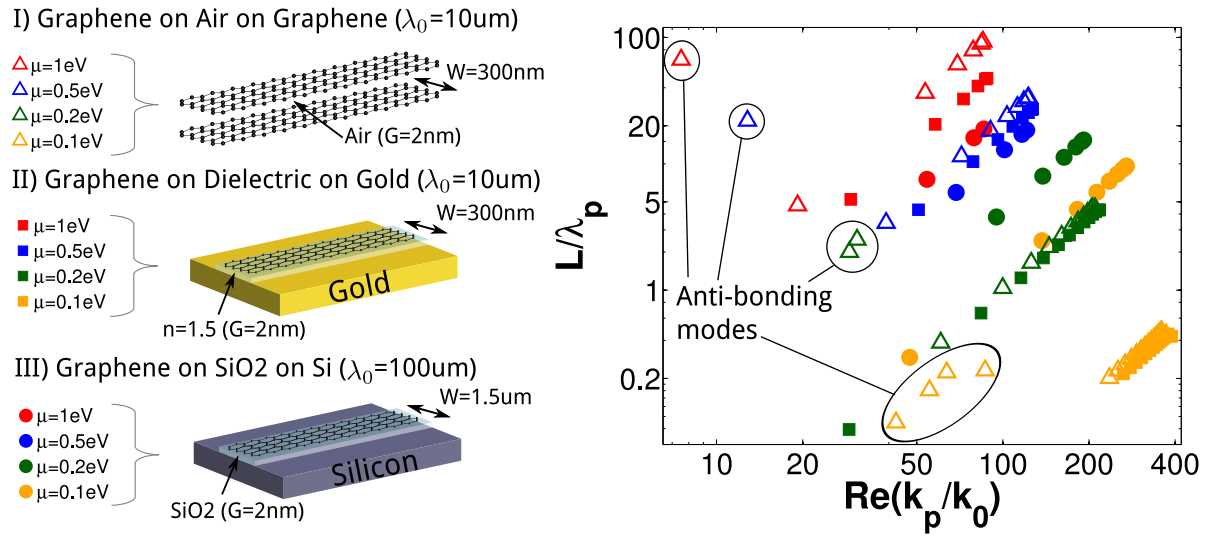 I) Graphene on Air on Graphene (λ₀=10um)
μ=1eV
μ=0.5eV
μ=0.2eV
μ=0.1eV
W=300nm
Air (G=2nm)
II) Graphene on Dielectric on Gold (λ₀=10um)
μ=1eV
μ=0.5eV
μ=0.2eV
μ=0.1eV
W=300nm
Gold
n=1.5 (G=2nm)
III) Graphene on SiO2 on Si (λ₀=100um)
μ=1eV
μ=0.5eV
μ=0.2eV
μ=0.1eV
W=1.5um
Silicon
SiO2 (G=2nm)
L/λp
100
20
5
1
0.2
Anti-bonding
modes
10 20 50 100 200 400
Re(kp/k0)